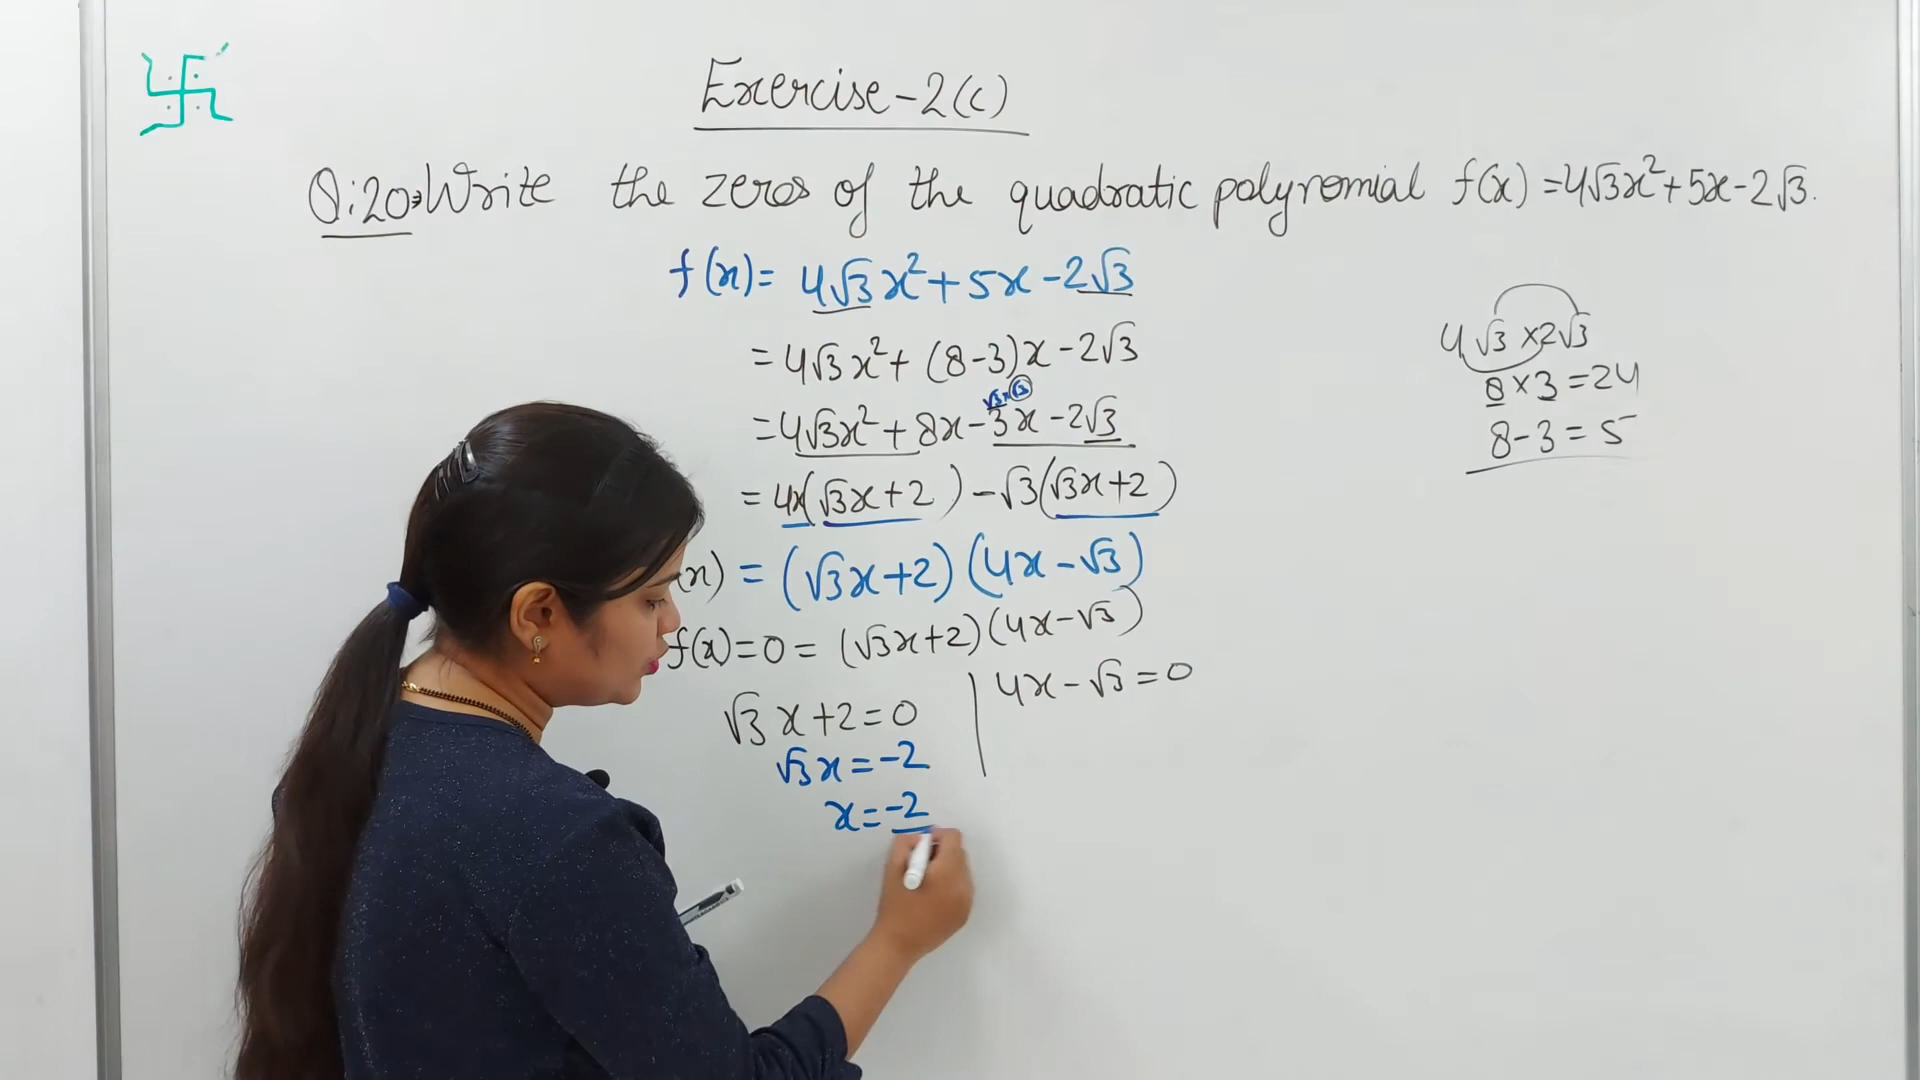 Exercise-2(c)
Q:20→Write the zeros of the quadratic polynomial f(x)=4√3x²+5x-2√3.
f(x)= 4√3x²+5x-2√3
=4√3x²+(8-3)x-2√3
√3×√3
=4√3x²+8x-3x-2√3
=4x(√3x+2)-√3(√3x+2)
(x)=(√3x+2)(4x-√3)
f(x)=0=(√3x+2)(4x-√3)
√3x+2=0
√3x=-2
x=-2
4x-√3=0
4√3×2√3
8×3=24
8-3=5